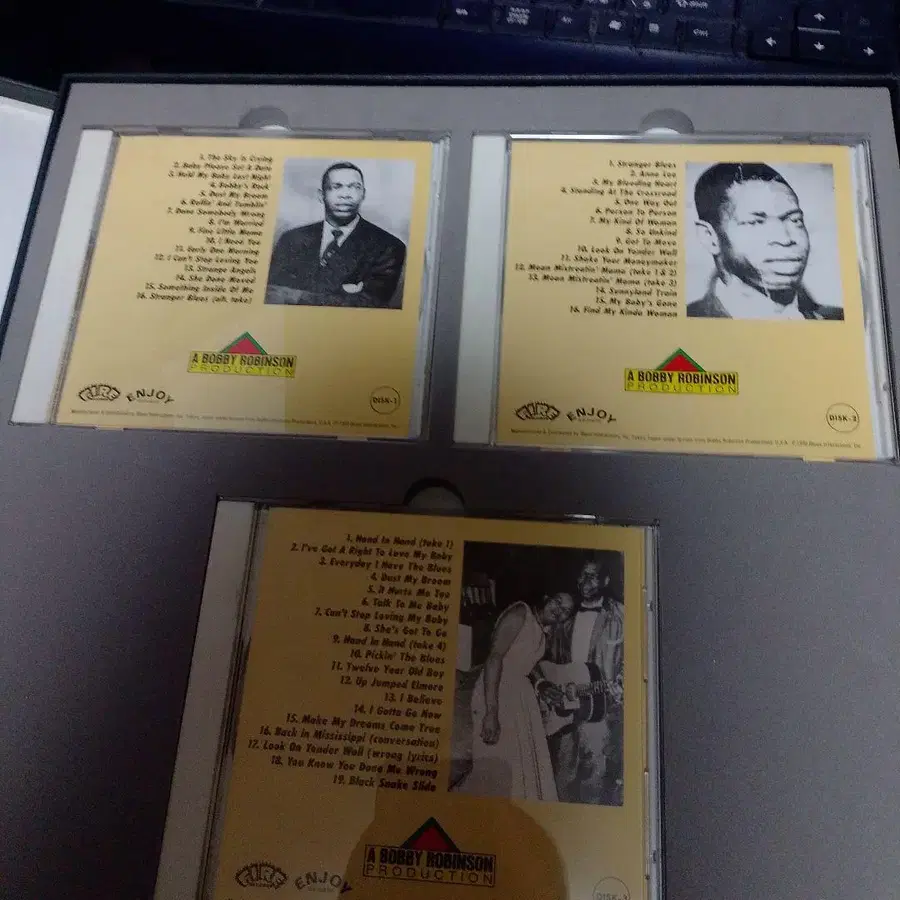 1. The Sky Is Crying
2. Baby Please Set A Date
3. Held My Baby Last Night
4. Bobby's Rock
5. Dust My Broom
6. Rollin' And Tumblin'
7. Done Somebody Wrong
8. I'm Worried
9. Fine Little Mama
10. I Need You
11. Early One Morning
12. I Can't Stop Loving You
13. Strange Angels
14. She Done Moved
15. Something Inside Of Me
16. Stranger Blues (alt. take)
A BOBBY ROBINSON
PRODUCTION
FIRE
ENJOY
DISK-1
1. Stranger Blues
2. Anna Lee
3. My Bleeding Heart
4. Standing At The Crossroad
5. One Way Out
6. Person To Person
7. My Kind Of Woman
8. So Unkind
9. Got To Move
10. Look On Yonder Wall
11. Shake Your Moneymaker
12. Mean Mistreatin' Mama (take 1 & 2)
13. Mean Mistreatin' Mama (take 3)
14. Sunnyland Train
15. My Baby's Gone
16. Find My Kinda Woman
A BOBBY ROBINSON
PRODUCTION
FIRE
ENJOY
DISK-2
1. Hand In Hand (take 1)
2. I've Got A Right To Love My Baby
3. Everyday I Have The Blues
4. Dust My Broom
5. It Hurts Me Too
6. Talk To Me Baby
7. Can't Stop Loving My Baby
8. She's Got To Go
9. Hand In Hand (take 4)
10. Pickin' The Blues
11. Twelve Year Old Boy
12. Up Jumped Elmore
13. I Believe
14. I Gotta Go Now
15. Make My Dreams Come True
16. Back in Mississippi (conversation)
17. Look On Yonder Wall (wrong lyrics)
18. You Know You Done Me Wrong
19. Black Snake Slide
A BOBBY ROBINSON
PRODUCTION
FIRE
ENJOY
DISK-3